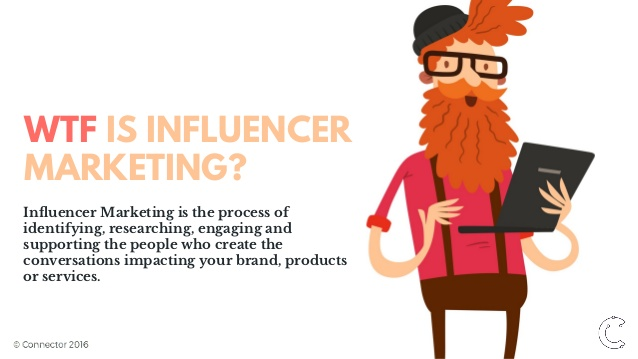 WTF IS INFLUENCER
MARKETING?
Influencer Marketing is the process of
identifying, researching, engaging and
supporting the people who create the
conversations impacting your brand, products
or services.
© Connector 2016